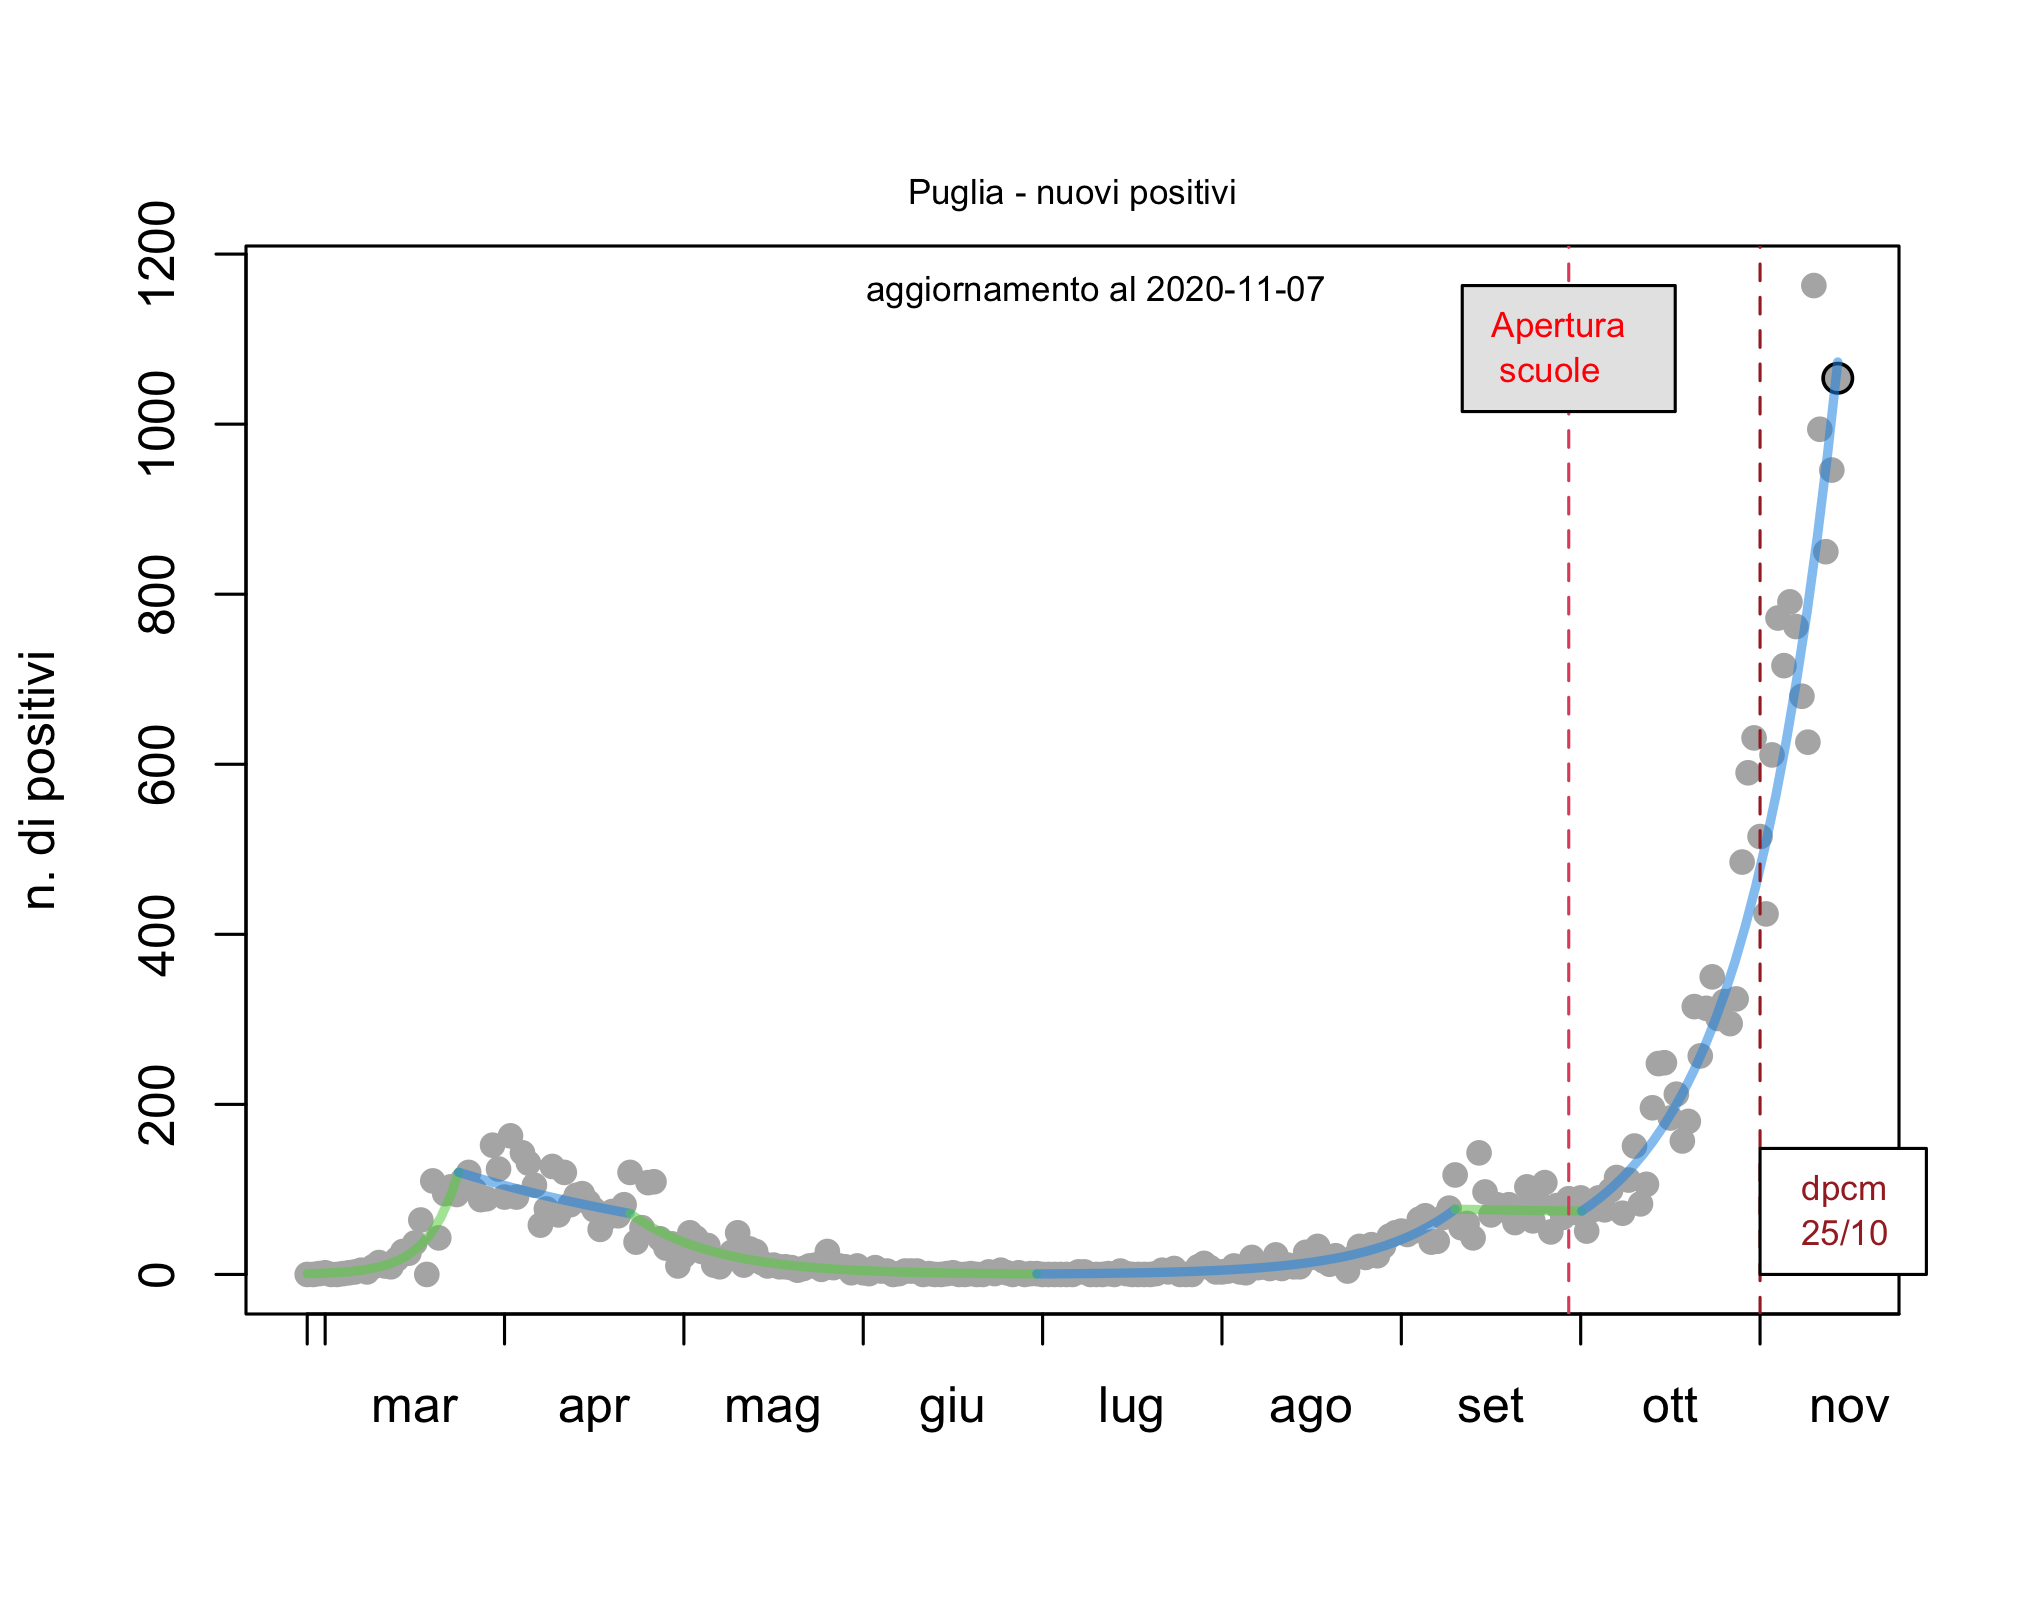 Puglia - nuovi positivi
aggiornamento al 2020-11-07
Apertura
scuole
n. di positivi
1200
1000
800
600
400
200
0
dpcm
25/10
mar apr mag giu lug ago set ott nov